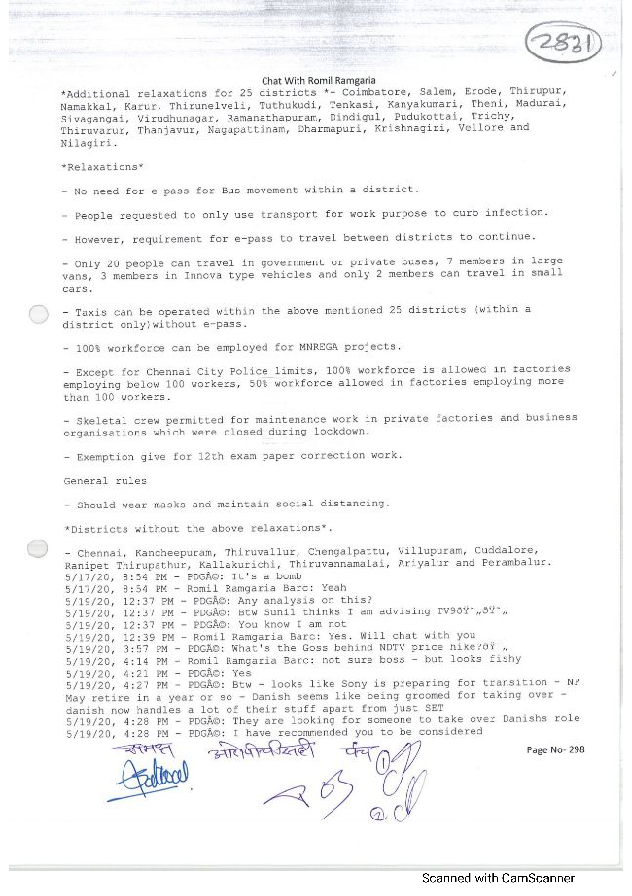 2831
Chat With Romil Ramgaria
*Additional relaxations for 25 cistricts *- Coimbatore, Salem, Erode, Thirupur,
Namakkal, Karur. Thirunelveli, Tuthukudi, Tenkasi, Kanyakumari, Theni, Madurai,
Sivagangai, Virudhunagar, Ramanathapuram, Dindigul, Pudukottai, Trichy,
Thiruvarur, Thanjavur, Nagapattinam, Dharmapuri, Krishnagiri, Vellore and
Nilagiri.
*Relaxations*
- No need for e pass for Bus movement within a district.
- People requested to only use transport for work purpose to curb infection.
- However, requirement for e-pass to travel between districts to continue.
- Only 20 people can travel in government or private buses, 7 members in large
vans, 3 members in Innova type vehicles and only 2 members can travel in small
cars.
- Taxis can be operated within the above mentioned 25 districts (within a
district only)without e-pass.
- 100% workforce can be employed for MNREGA projects.
- Except for Chennai City Police limits, 100% workforce is allowed in factories
employing below 100 workers, 50% workforce allowed in factories employing more
than 100 workers.
- Skeletal crew permitted for maintenance work in private factories and business
organisations which were closed during lockdown.
- Exemption give for 12th exam paper correction work.
General rules
- Should wear masks and maintain social distancing.
*Districts without the above relaxations*.
- Chennai, Kancheepuram, Thiruvallur, Chengalpattu, Villupuram, Cuddalore,
Ranipet Thirupathur, Kallakurichi, Thiruvannamalai, Ariyalur and Perambalur.
5/17/20, 8:54 PM - PDGÃ©: It's a bomb
5/17/20, 8:54 PM - Romil Ramgaria Barc: Yeah
5/19/20, 12:37 PM - PDGÃ©: Any analysis on this?
5/19/20, 12:37 PM - PDGÃ©: Btw Sunil thinks I am advising TV9ðŸ˜„ðŸ˜„
5/19/20, 12:37 PM - PDGÃ©: You know I am not
5/19/20, 12:39 PM - Romil Ramgaria Barc: Yes. Will chat with you
5/19/20, 3:57 PM - PDGÃ©: What's the Goss behind NDTV price hike?ðŸ „
5/19/20, 4:14 PM - Romil Ramgaria Barc: not sure boss - but looks fishy
5/19/20, 4:21 PM - PDGÃ©: Yes
5/19/20, 4:27 PM - PDGÃ©: Btw - looks like Sony is preparing for transition - NP
May retire in a year or so - Danish seems like being groomed for taking over -
danish now handles a lot of their stuff apart from just SET
5/19/20, 4:28 PM - PDGÃ©: They are looking for someone to take over Danishs role
5/19/20, 4:28 PM - PDGÃ©: I have recommended you to be considered
समक्ष पंच ①
②
Page No- 298
Scanned with CamScanner